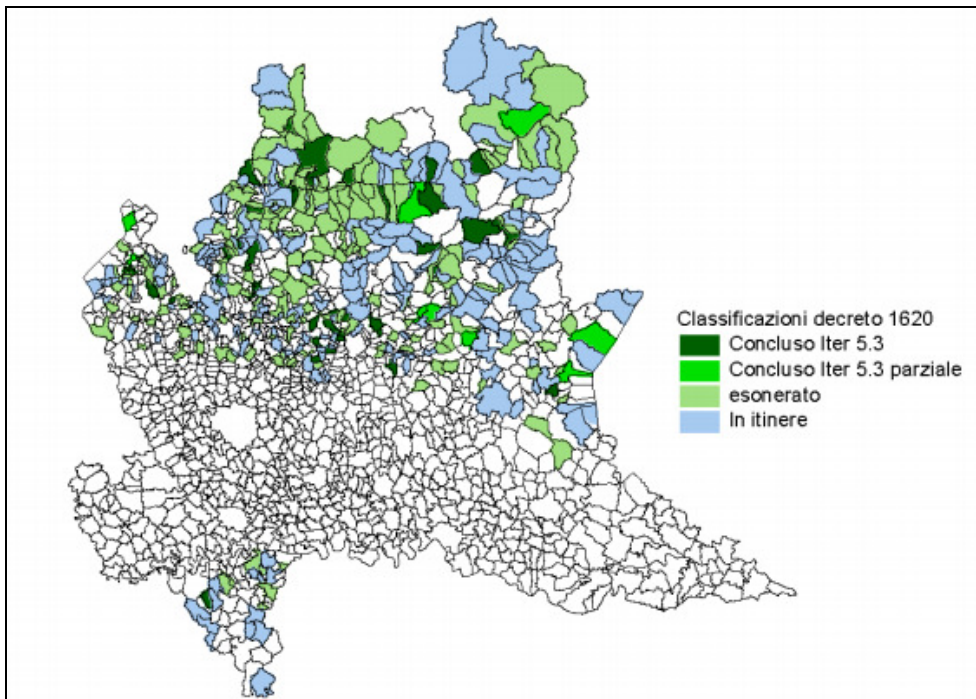 Classificazioni decreto 1620
Concluso Iter 5.3
Concluso Iter 5.3 parziale
esonerato
In itinere